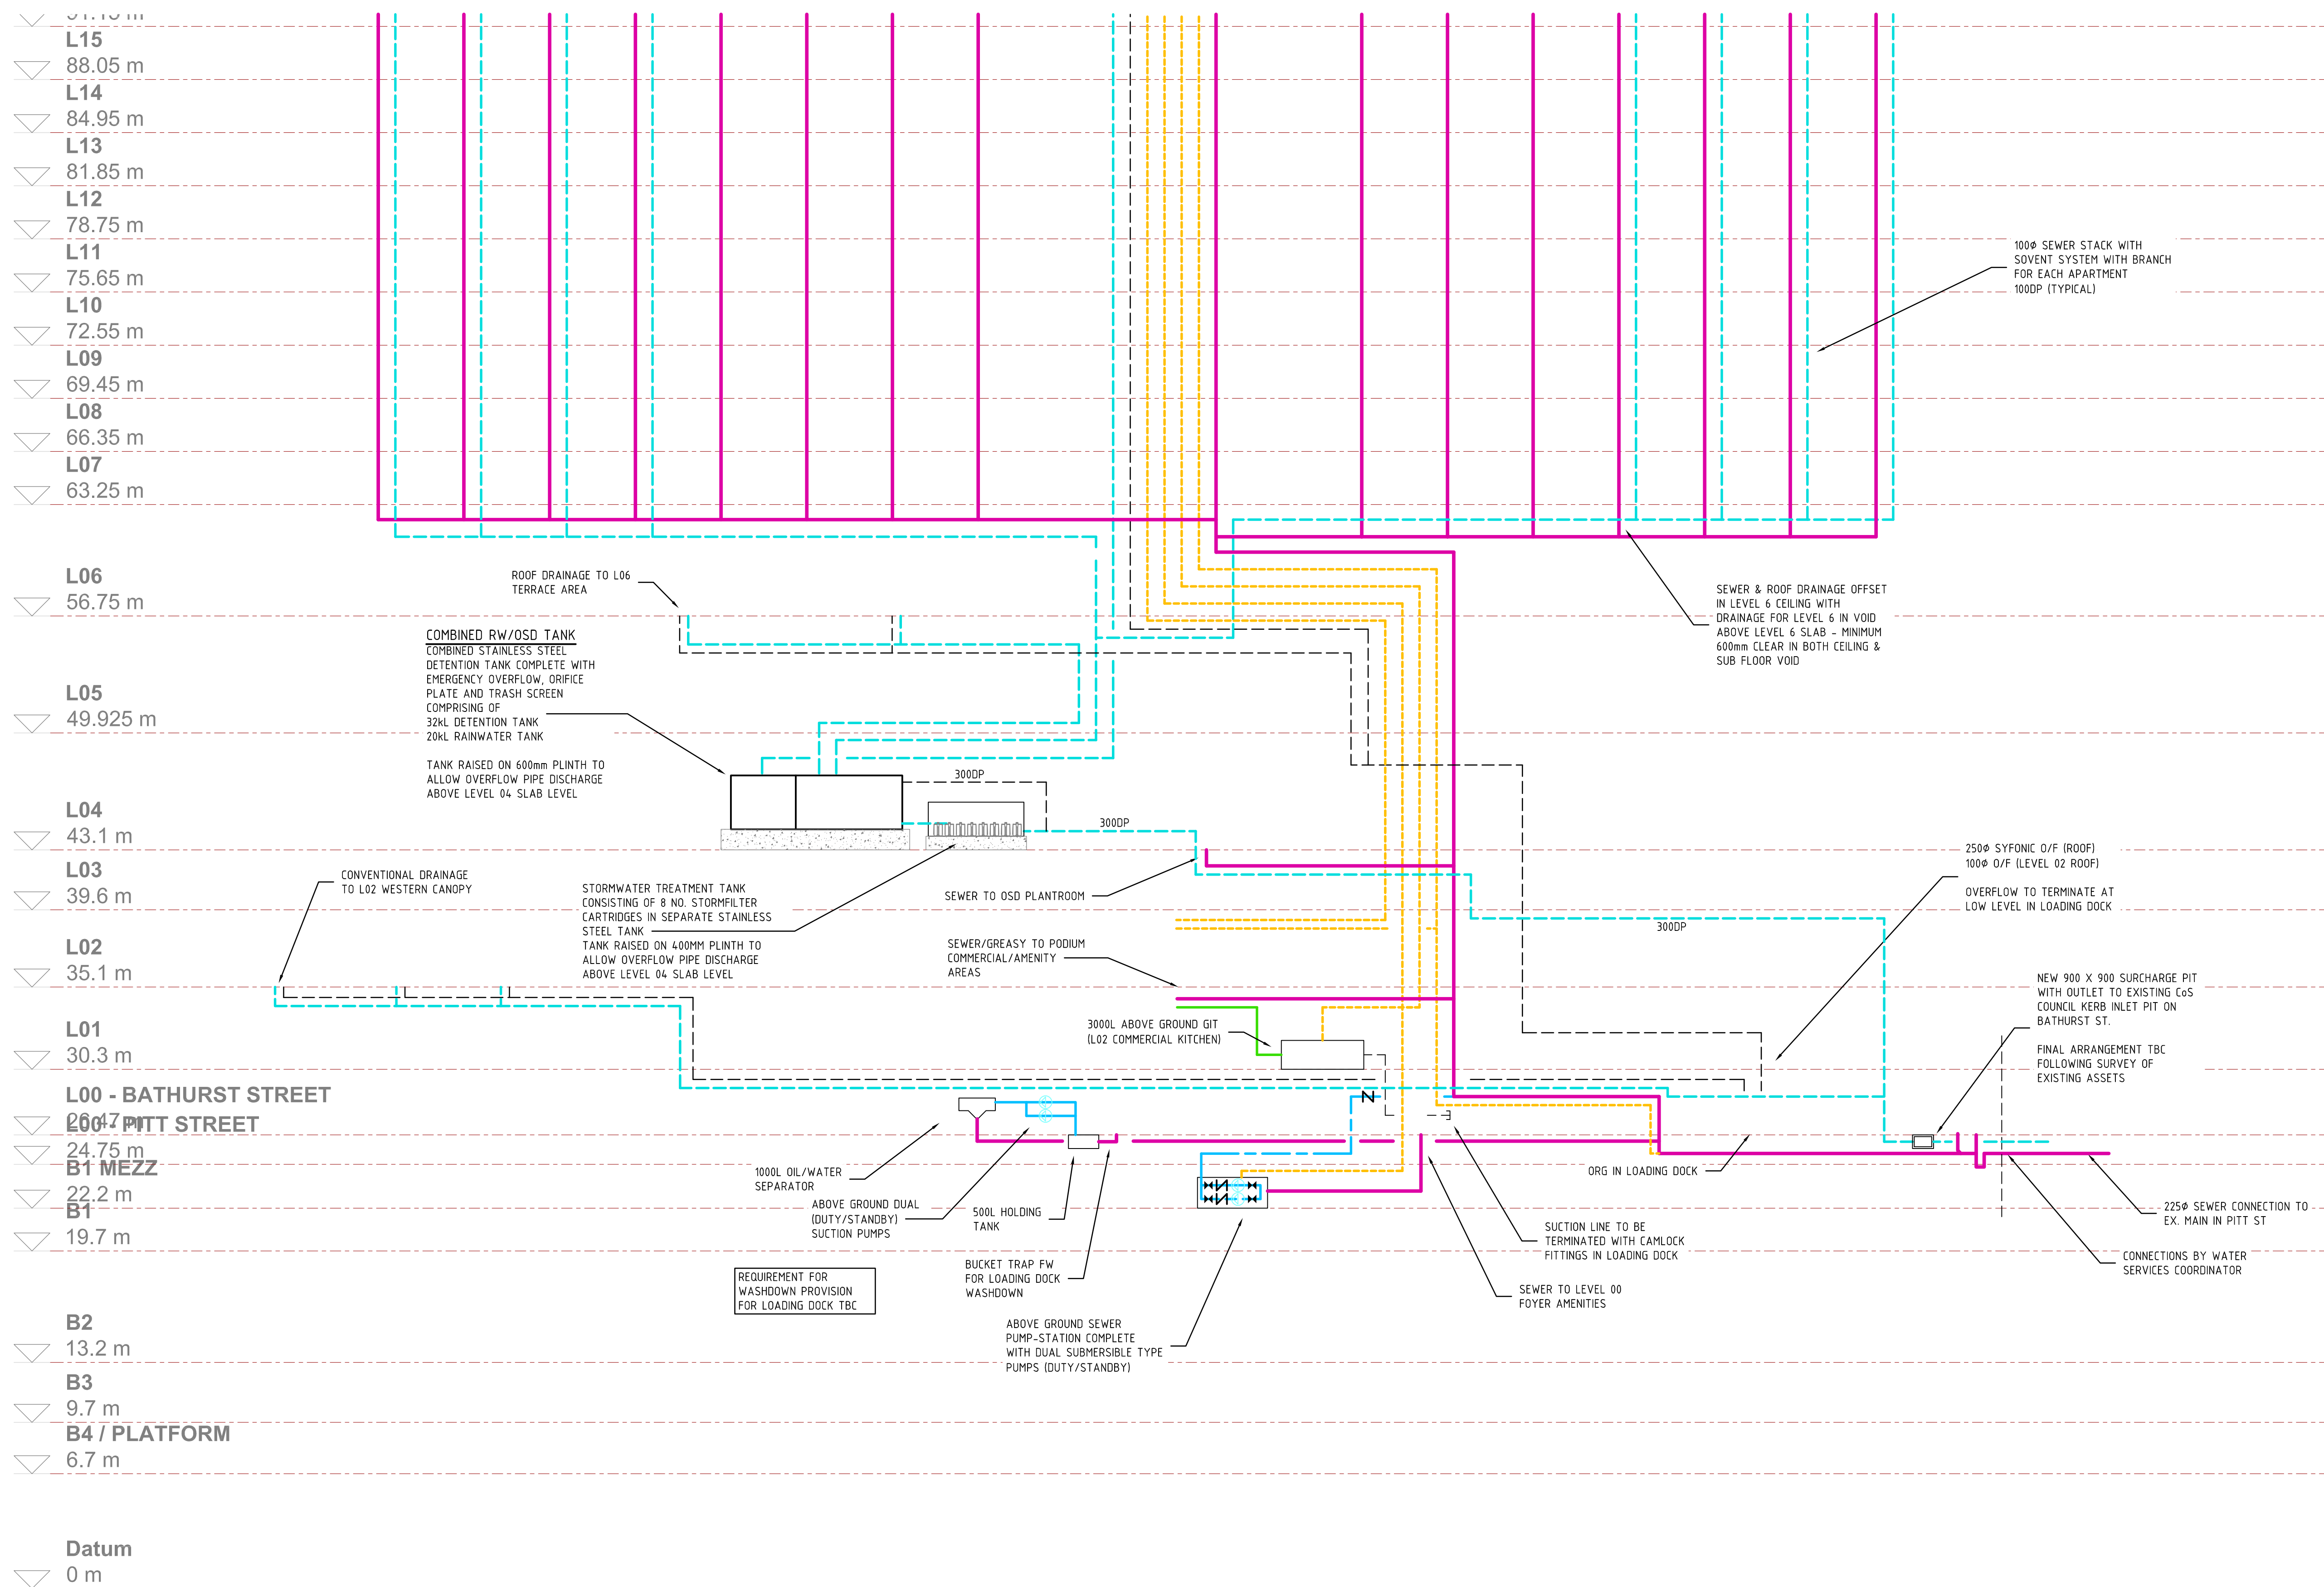 91.15 m
L15
88.05 m
L14
84.95 m
L13
81.85 m
L12
78.75 m
L11
75.65 m
L10
72.55 m
L09
69.45 m
L08
66.35 m
L07
63.25 m
L06
56.75 m
L05
49.925 m
L04
43.1 m
L03
39.6 m
L02
35.1 m
L01
30.3 m
L00 - BATHURST STREET
26.47 m
L00 - PITT STREET
24.75 m
B1 MEZZ
22.2 m
B1
19.7 m
B2
13.2 m
B3
9.7 m
B4 / PLATFORM
6.7 m
Datum
0 m
100Ø SEWER STACK WITH
SOVENT SYSTEM WITH BRANCH
FOR EACH APARTMENT
100DP (TYPICAL)
ROOF DRAINAGE TO L06
TERRACE AREA
SEWER & ROOF DRAINAGE OFFSET
IN LEVEL 6 CEILING WITH
DRAINAGE FOR LEVEL 6 IN VOID
ABOVE LEVEL 6 SLAB - MINIMUM
600mm CLEAR IN BOTH CEILING &
SUB FLOOR VOID
COMBINED RW/OSD TANK
COMBINED STAINLESS STEEL
DETENTION TANK COMPLETE WITH
EMERGENCY OVERFLOW, ORIFICE
PLATE AND TRASH SCREEN
COMPRISING OF
32kL DETENTION TANK
20kL RAINWATER TANK
TANK RAISED ON 600mm PLINTH TO
ALLOW OVERFLOW PIPE DISCHARGE
ABOVE LEVEL 04 SLAB LEVEL
300DP
300DP
CONVENTIONAL DRAINAGE
TO L02 WESTERN CANOPY
STORMWATER TREATMENT TANK
CONSISTING OF 8 NO. STORMFILTER
CARTRIDGES IN SEPARATE STAINLESS
STEEL TANK
TANK RAISED ON 400MM PLINTH TO
ALLOW OVERFLOW PIPE DISCHARGE
ABOVE LEVEL 04 SLAB LEVEL
SEWER TO OSD PLANTROOM
SEWER/GREASY TO PODIUM
COMMERCIAL/AMENITY
AREAS
300DP
250Ø SYFONIC O/F (ROOF)
100Ø O/F (LEVEL 02 ROOF)
OVERFLOW TO TERMINATE AT
LOW LEVEL IN LOADING DOCK
NEW 900 X 900 SURCHARGE PIT
WITH OUTLET TO EXISTING CoS
COUNCIL KERB INLET PIT ON
BATHURST ST.
FINAL ARRANGEMENT TBC
FOLLOWING SURVEY OF
EXISTING ASSETS
3000L ABOVE GROUND GIT
(L02 COMMERCIAL KITCHEN)
1000L OIL/WATER
SEPARATOR
ABOVE GROUND DUAL
(DUTY/STANDBY)
SUCTION PUMPS
500L HOLDING
TANK
BUCKET TRAP FW
FOR LOADING DOCK
WASHDOWN
REQUIREMENT FOR
WASHDOWN PROVISION
FOR LOADING DOCK TBC
ABOVE GROUND SEWER
PUMP-STATION COMPLETE
WITH DUAL SUBMERSIBLE TYPE
PUMPS (DUTY/STANDBY)
ORG IN LOADING DOCK
SUCTION LINE TO BE
TERMINATED WITH CAMLOCK
FITTINGS IN LOADING DOCK
SEWER TO LEVEL 00
FOYER AMENITIES
225Ø SEWER CONNECTION TO
EX. MAIN IN PITT ST
CONNECTIONS BY WATER
SERVICES COORDINATOR